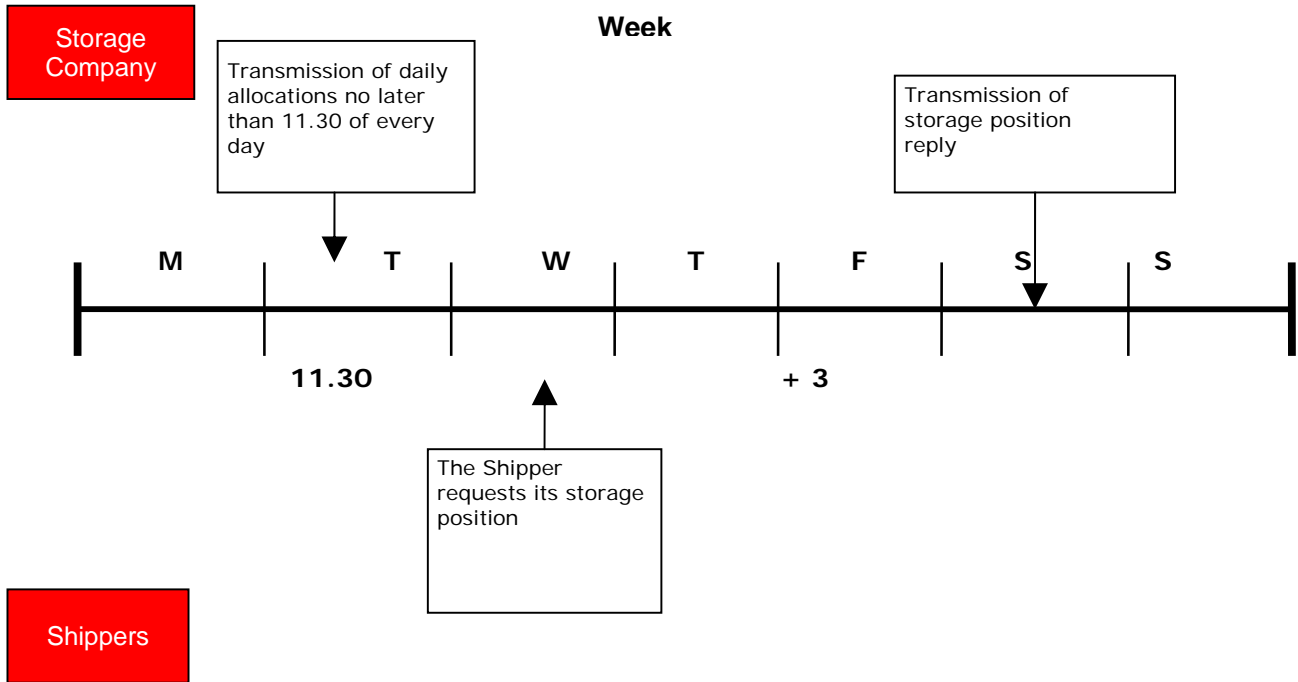 Storage
Company
Week
Transmission of daily
allocations no later
than 11.30 of every
day
Transmission of
storage position
reply
M T W T F S S
11.30 + 3
The Shipper
requests its storage
position
Shippers